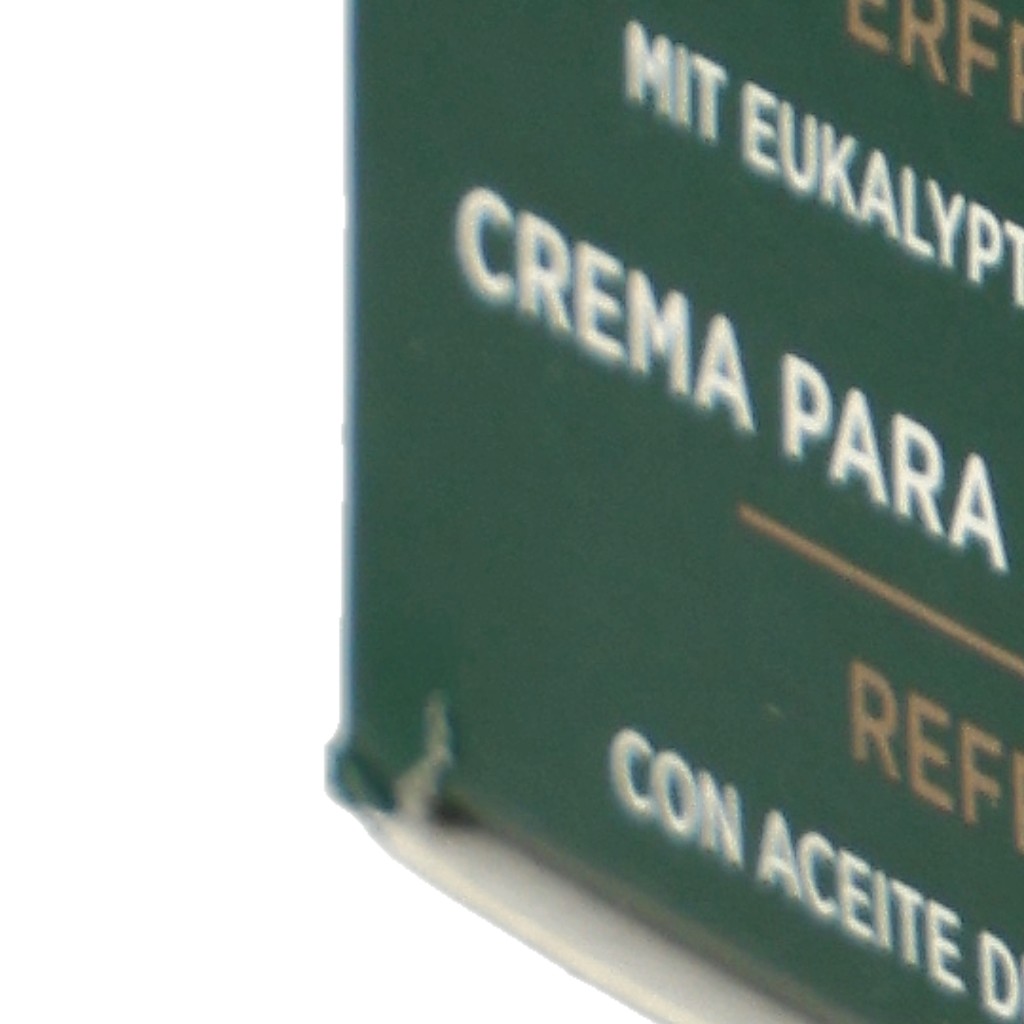 ERF
MIT EUKALYPT
CREMA PARA
REF
CON ACEITE D